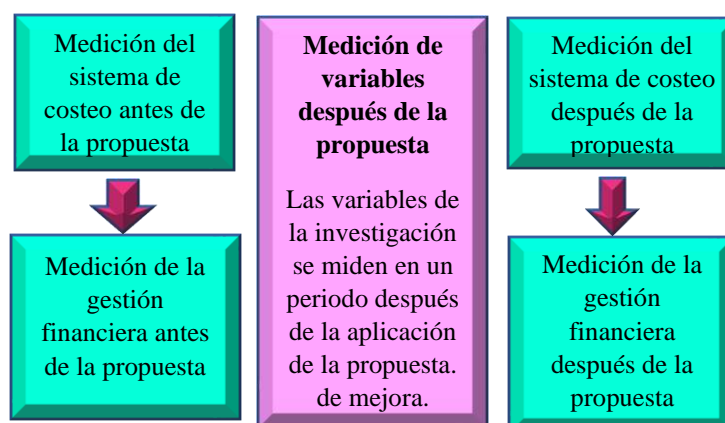 Medición del
sistema de
costeo antes de
la propuesta
Medición de la
gestión
financiera antes
de la propuesta
Medición de
variables
después de la
propuesta
Las variables de
la investigación
se miden en un
periodo después
de la aplicación
de la propuesta.
de mejora.
Medición del
sistema de costeo
después de la
propuesta
Medición de la
gestión
financiera
después de la
propuesta